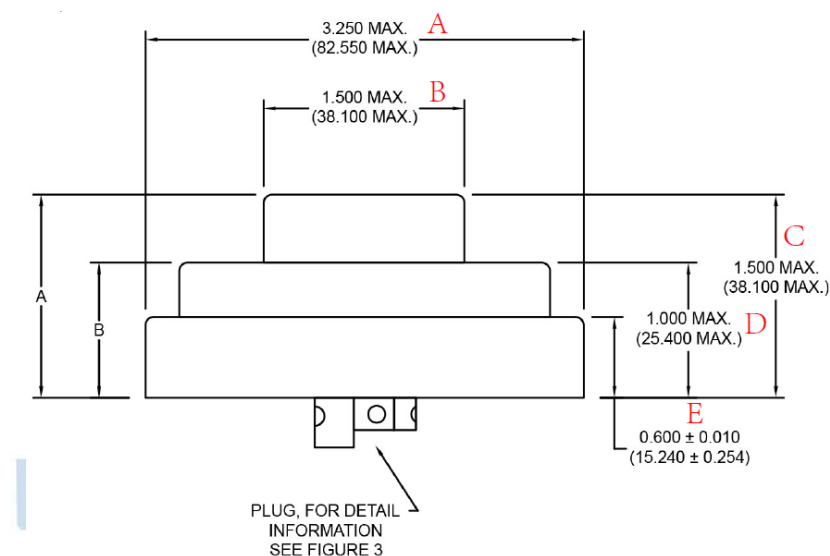 3.250 MAX. A
(82.550 MAX.)
1.500 MAX. B
(38.100 MAX.)
C
1.500 MAX.
(38.100 MAX.)
A
B
1.000 MAX. D
(25.400 MAX.)
E
0.600 ± 0.010
(15.240 ± 0.254)
PLUG, FOR DETAIL
INFORMATION
SEE FIGURE 3